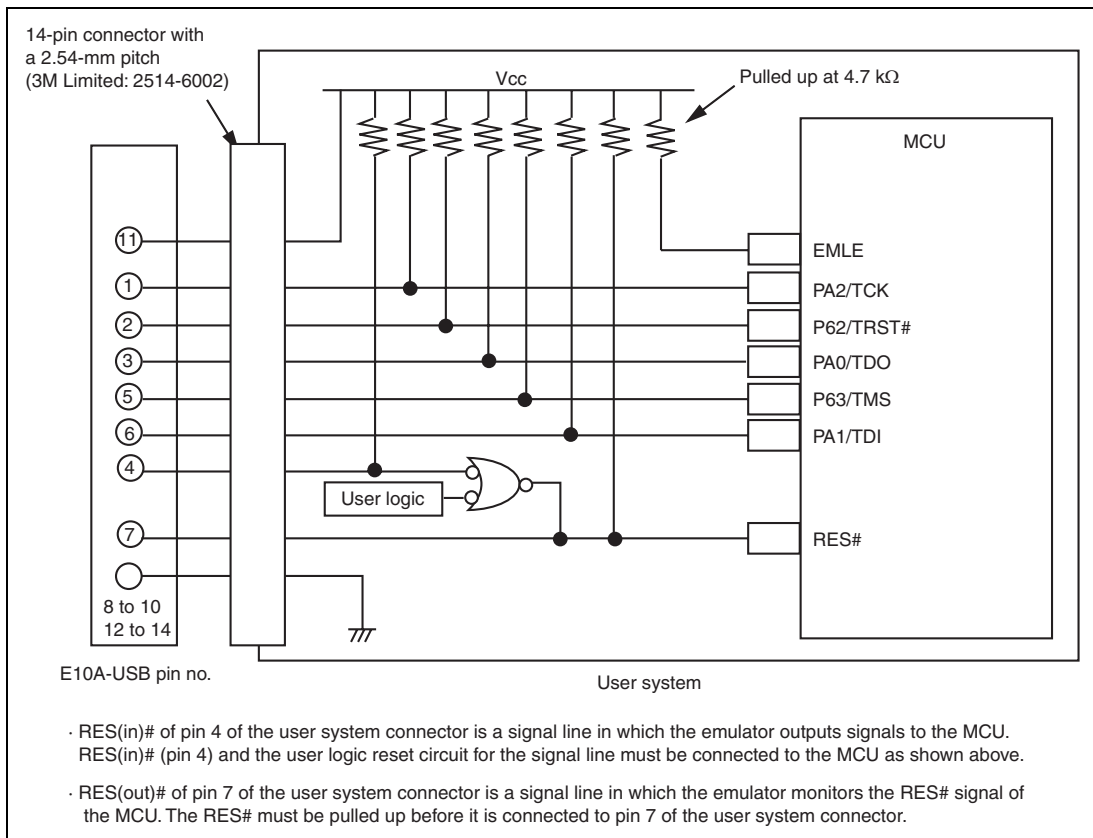 14-pin connector with
a 2.54-mm pitch
(3M Limited: 2514-6002)
Vcc
Pulled up at 4.7 kΩ
MCU
11
EMLE
1
PA2/TCK
2
P62/TRST#
3
PA0/TDO
5
P63/TMS
6
PA1/TDI
4
User logic
7
RES#
8 to 10
12 to 14
E10A-USB pin no.
User system
· RES(in)# of pin 4 of the user system connector is a signal line in which the emulator outputs signals to the MCU.
RES(in)# (pin 4) and the user logic reset circuit for the signal line must be connected to the MCU as shown above.
· RES(out)# of pin 7 of the user system connector is a signal line in which the emulator monitors the RES# signal of
the MCU. The RES# must be pulled up before it is connected to pin 7 of the user system connector.